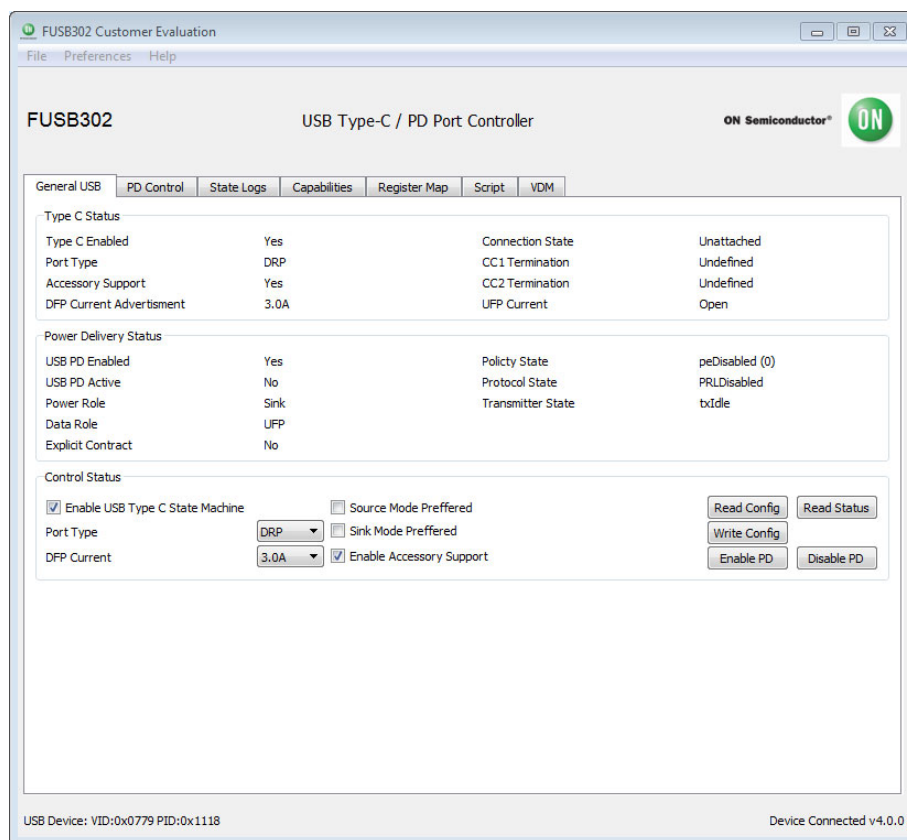 FUSB302 Customer Evaluation
File Preferences Help
FUSB302 USB Type-C / PD Port Controller ON Semiconductor® ON
General USB PD Control State Logs Capabilities Register Map Script VDM
Type C Status
Type C Enabled Yes Connection State Unattached
Port Type DRP CC1 Termination Undefined
Accessory Support Yes CC2 Termination Undefined
DFP Current Advertisment 3.0A UFP Current Open
Power Delivery Status
USB PD Enabled Yes Policty State peDisabled (0)
USB PD Active No Protocol State PRLDisabled
Power Role Sink Transmitter State txIdle
Data Role UFP
Explicit Contract No
Control Status
Enable USB Type C State Machine Source Mode Preffered Read Config Read Status
Port Type DRP Sink Mode Preffered Write Config
DFP Current 3.0A Enable Accessory Support Enable PD Disable PD
USB Device: VID:0x0779 PID:0x1118 Device Connected v4.0.0